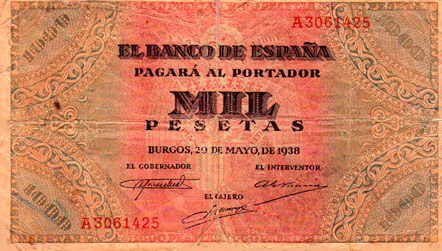 A3061425
EL BANCO DE ESPAÑA
PAGARÁ AL PORTADOR
MIL
PESETAS
BURGOS, 20 DE MAYO, DE 1938
EL GOBERNADOR
EL INTERVENTOR
EL CAJERO
A3061425